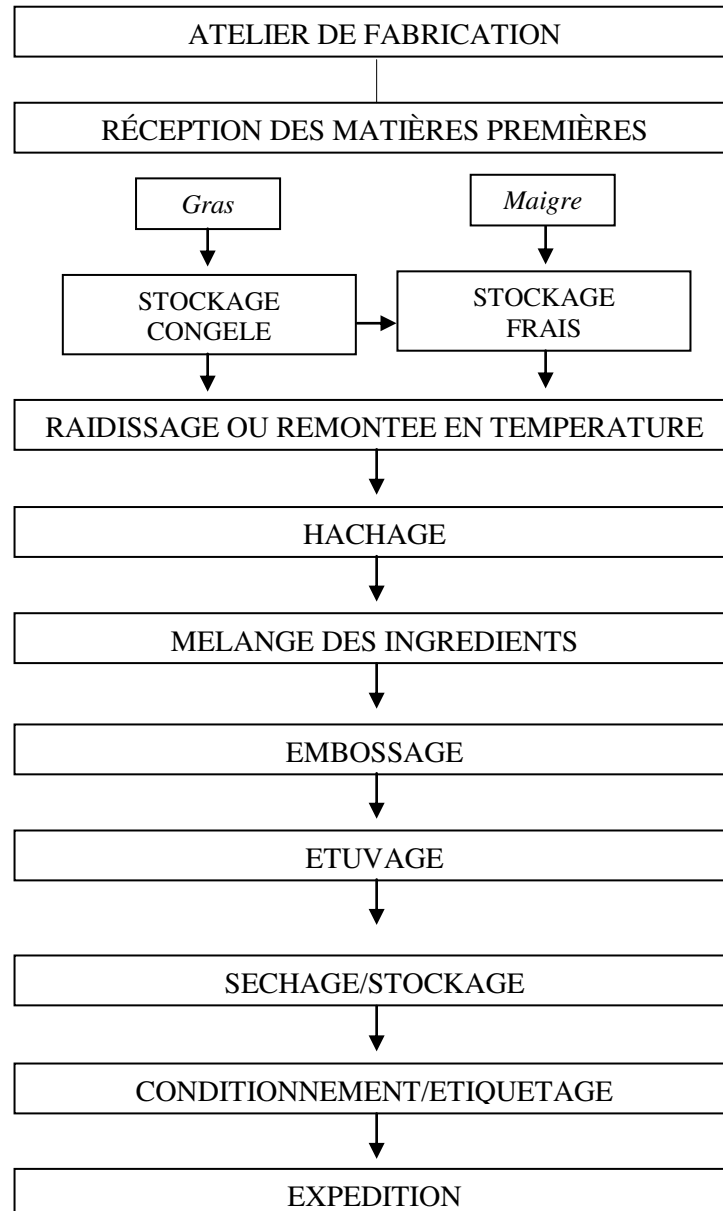 ATELIER DE FABRICATION
RÉCEPTION DES MATIÈRES PREMIÈRES
Gras
Maigre
STOCKAGE
CONGELE
STOCKAGE
FRAIS
RAIDISSAGE OU REMONTEE EN TEMPERATURE
HACHAGE
MELANGE DES INGREDIENTS
EMBOSSAGE
ETUVAGE
SECHAGE/STOCKAGE
CONDITIONNEMENT/ETIQUETAGE
EXPEDITION